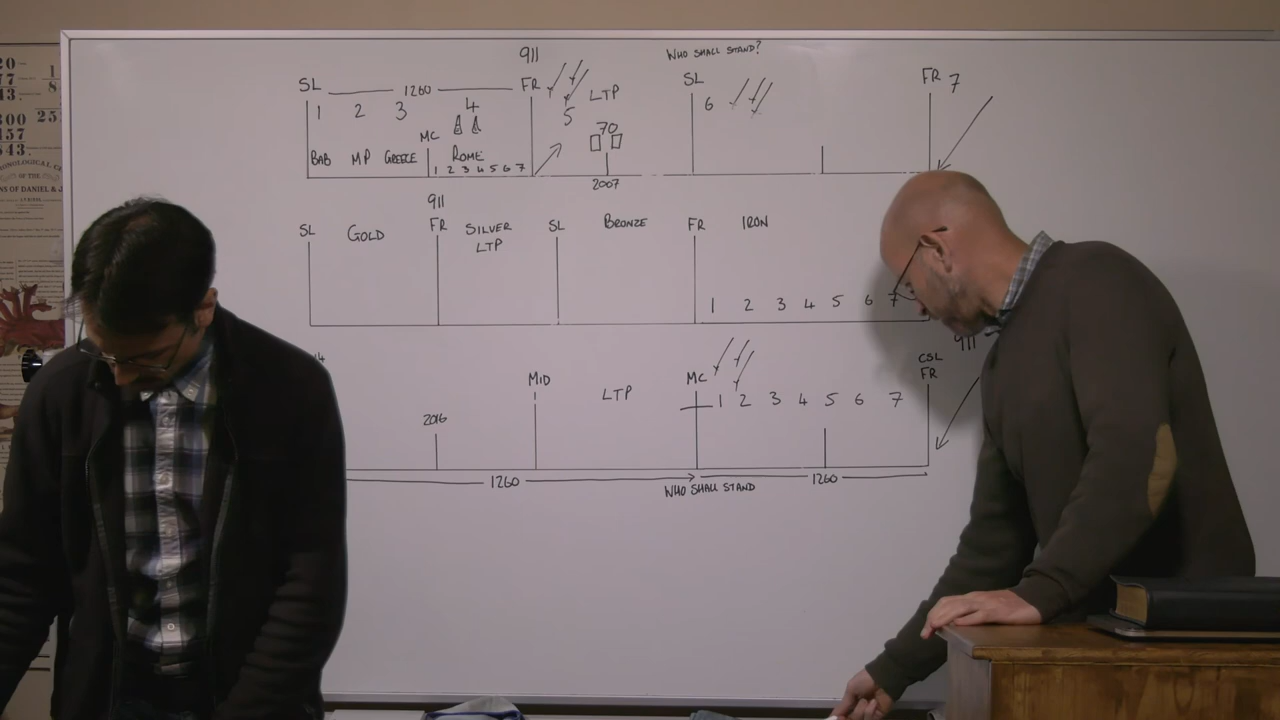 911
WHO SHALL STAND?
SL 1260 FR LTP SL FR 7
1 2 3 4 5 6
MC 70
BAB MP GREECE ROME
1 2 3 4 5 6 7
2007
911
SL GOLD FR SILVER SL BRONZE FR IRON
LTP
1 2 3 4 5 6 7
911
MID LTP MC CSL
FR
1 2 3 4 5 6 7
2016
1260 WHO SHALL STAND 1260